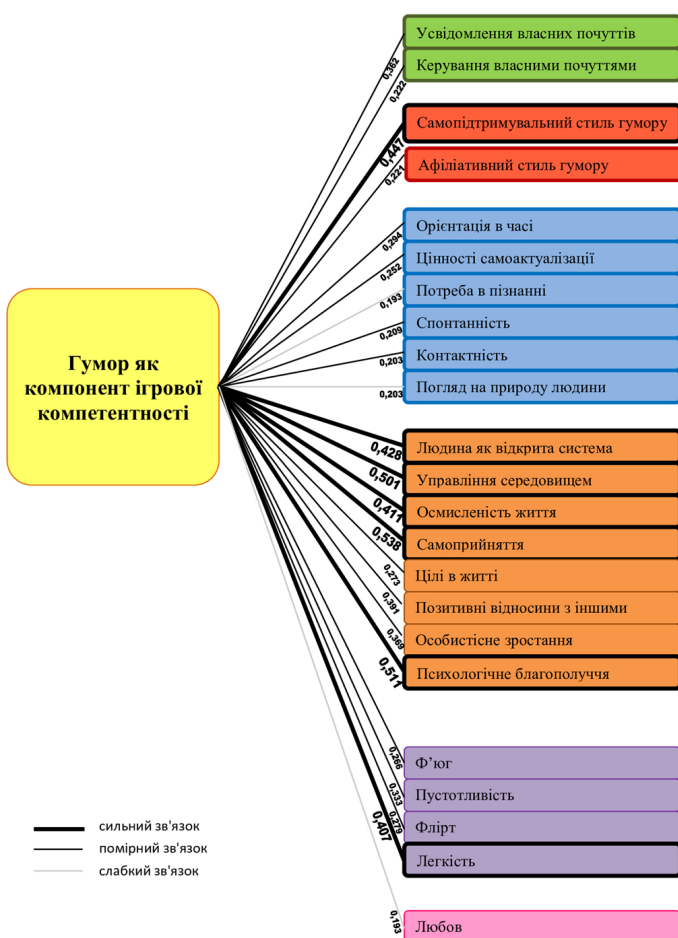 Усвідомлення власних почуттів
0,362
Керування власними почуттями
0,222
Самопідтримувальний стиль гумору
0,447
Афіліативний стиль гумору
0,221
Орієнтація в часі
0,294
Цінності самоактуалізації
0,252
Потреба в пізнанні
0,193
Спонтанність
0,209
Контактність
0,203
Погляд на природу людини
0,203
Гумор як
компонент ігрової
компетентності
Людина як відкрита система
0,428
Управління середовищем
0,501
Осмисленість життя
0,411
Самоприйняття
0,538
Цілі в житті
0,273
Позитивні відносини з іншими
0,391
Особистісне зростання
0,369
Психологічне благополуччя
0,511
Ф’юг
0,266
Пустотливість
0,333
Флірт
0,279
Легкість
0,407
Любов
0,193
сильний зв'язок
помірний зв'язок
слабкий зв'язок